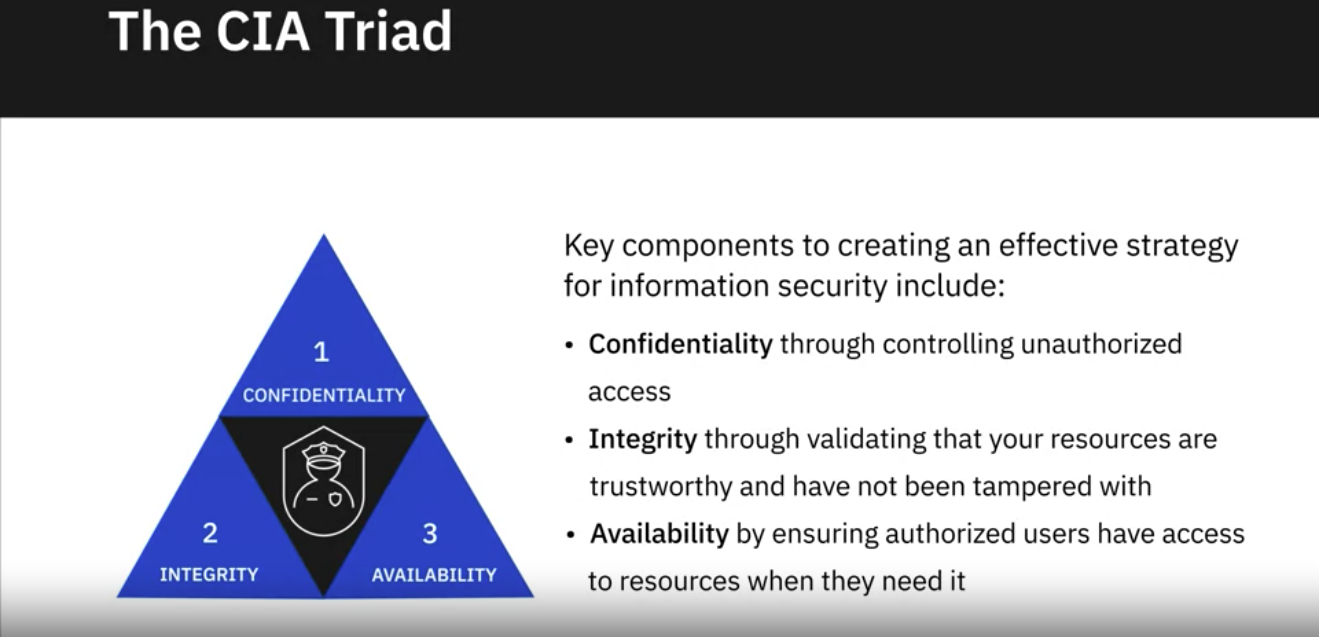 The CIA Triad
1
CONFIDENTIALITY
2
INTEGRITY
3
AVAILABILITY
Key components to creating an effective strategy
for information security include:
• Confidentiality through controlling unauthorized
access
• Integrity through validating that your resources are
trustworthy and have not been tampered with
• Availability by ensuring authorized users have access
to resources when they need it